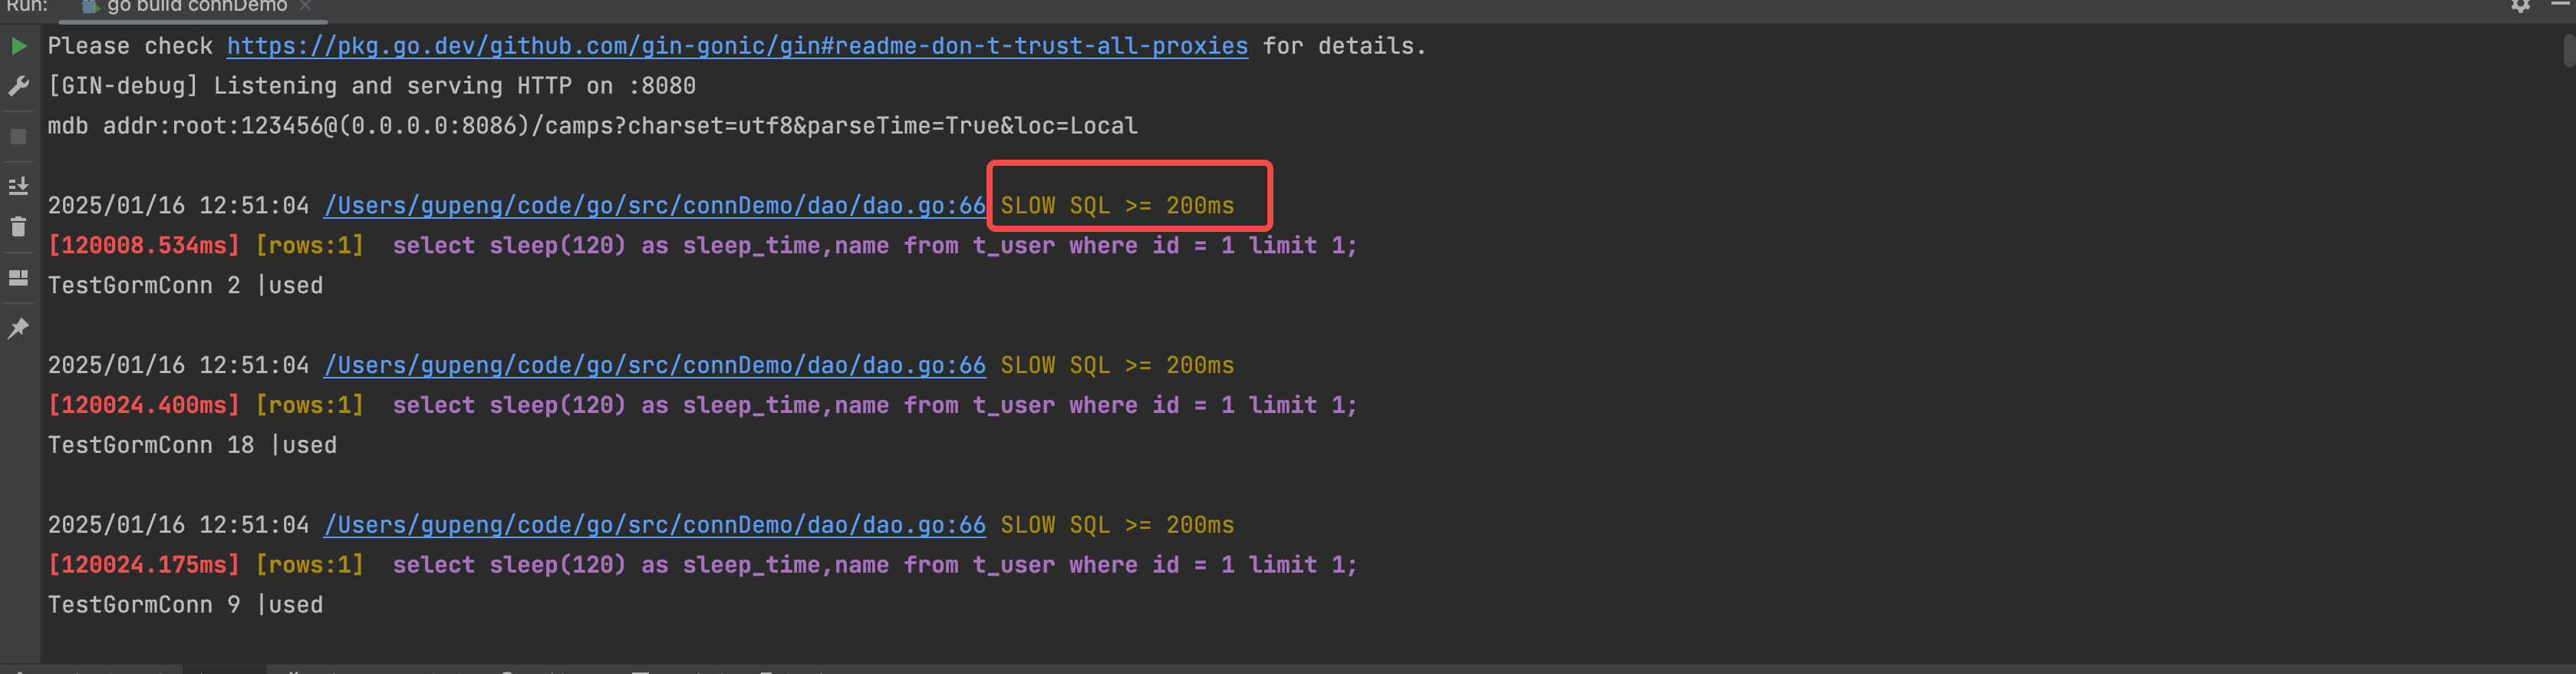 Run: go build connDemo
Please check https://pkg.go.dev/github.com/gin-gonic/gin#readme-don-t-trust-all-proxies for details.
[GIN-debug] Listening and serving HTTP on :8080
mdb addr:root:123456@(0.0.0.0:8086)/camps?charset=utf8&parseTime=True&loc=Local
2025/01/16 12:51:04 /Users/gupeng/code/go/src/connDemo/dao/dao.go:66 SLOW SQL >= 200ms
[120008.534ms] [rows:1] select sleep(120) as sleep_time,name from t_user where id = 1 limit 1;
TestGormConn 2 |used
2025/01/16 12:51:04 /Users/gupeng/code/go/src/connDemo/dao/dao.go:66 SLOW SQL >= 200ms
[120024.400ms] [rows:1] select sleep(120) as sleep_time,name from t_user where id = 1 limit 1;
TestGormConn 18 |used
2025/01/16 12:51:04 /Users/gupeng/code/go/src/connDemo/dao/dao.go:66 SLOW SQL >= 200ms
[120024.175ms] [rows:1] select sleep(120) as sleep_time,name from t_user where id = 1 limit 1;
TestGormConn 9 |used